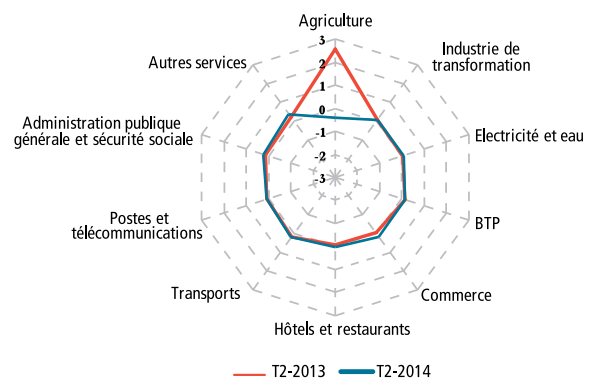 Agriculture
3
2
1
0
-1
-2
-3
Industrie de
transformation
Electricité et eau
BTP
Commerce
Hôtels et restaurants
Transports
Postes et
télécommunications
Administration publique
générale et sécurité sociale
Autres services
T2-2013
T2-2014